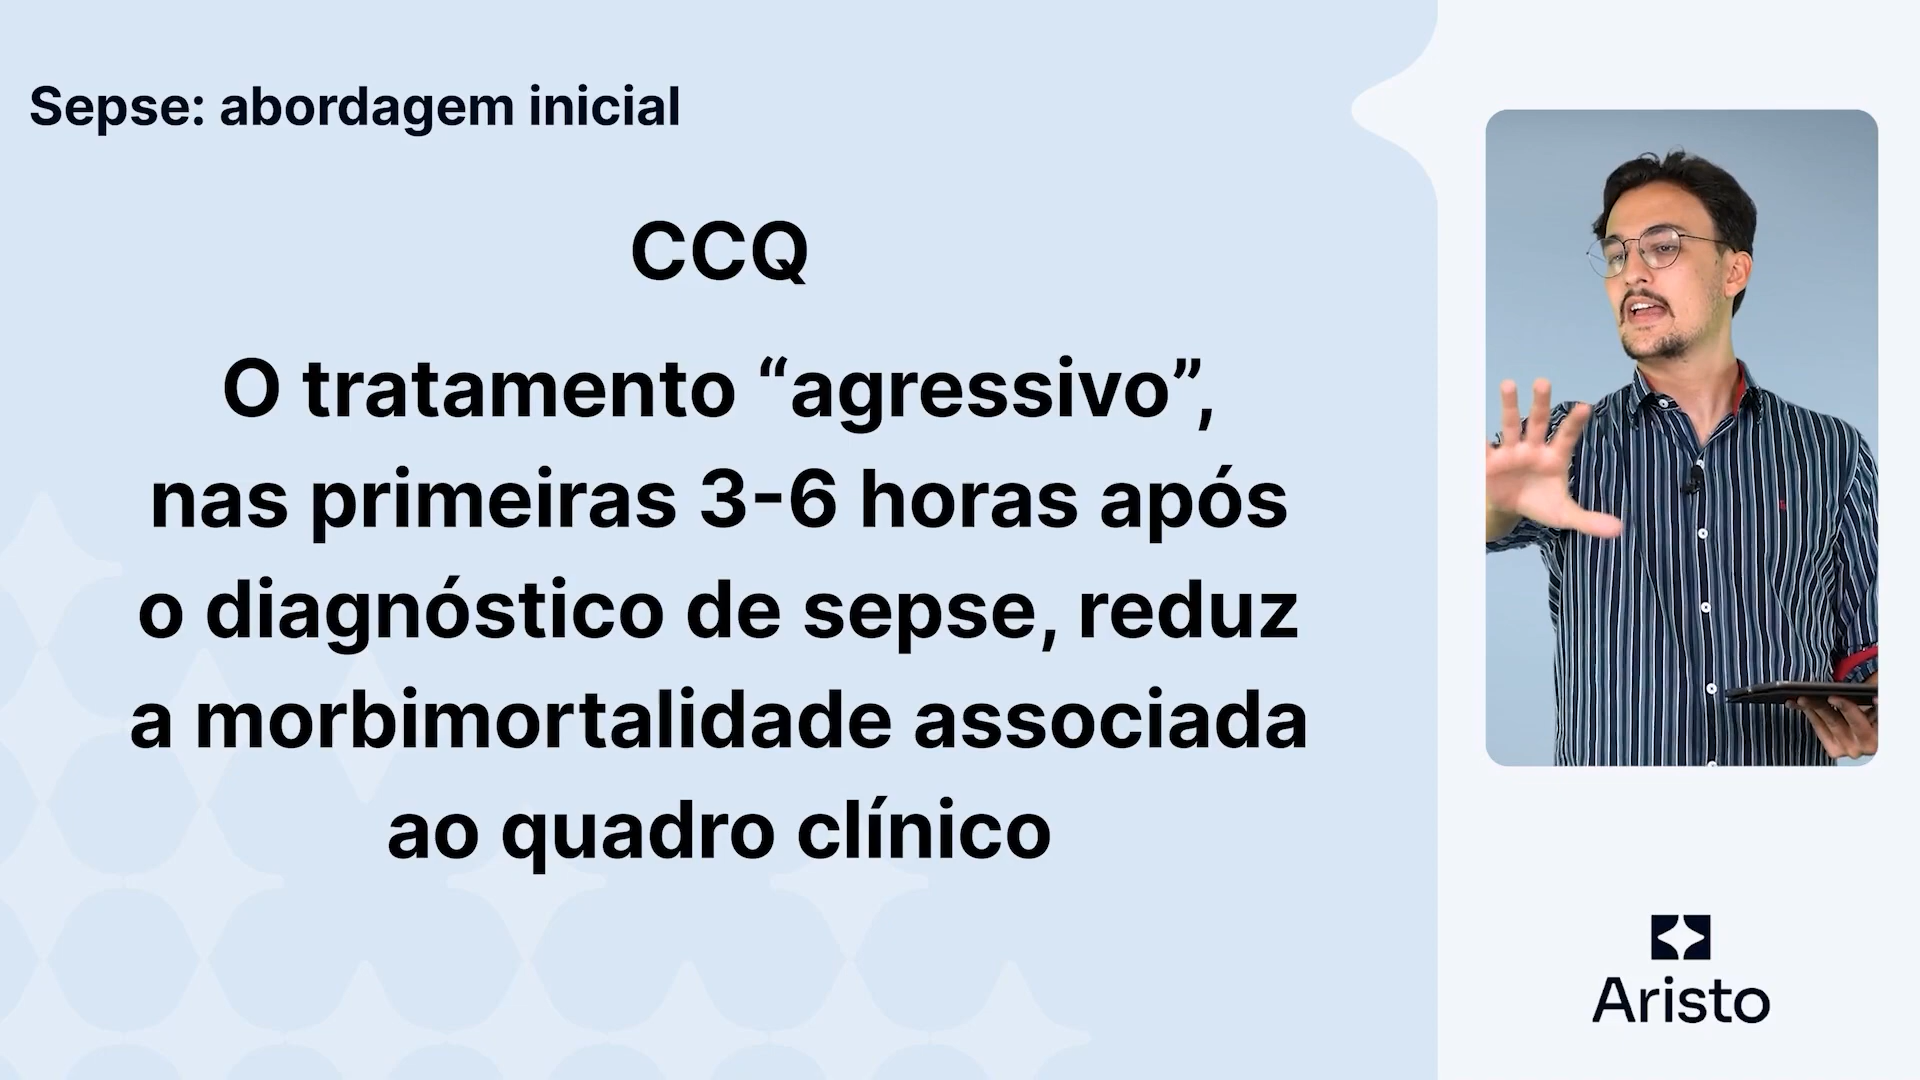 Sepse: abordagem inicial
CCQ
O tratamento “agressivo”,
nas primeiras 3-6 horas após
o diagnóstico de sepse, reduz
a morbimortalidade associada
ao quadro clínico
Aristo